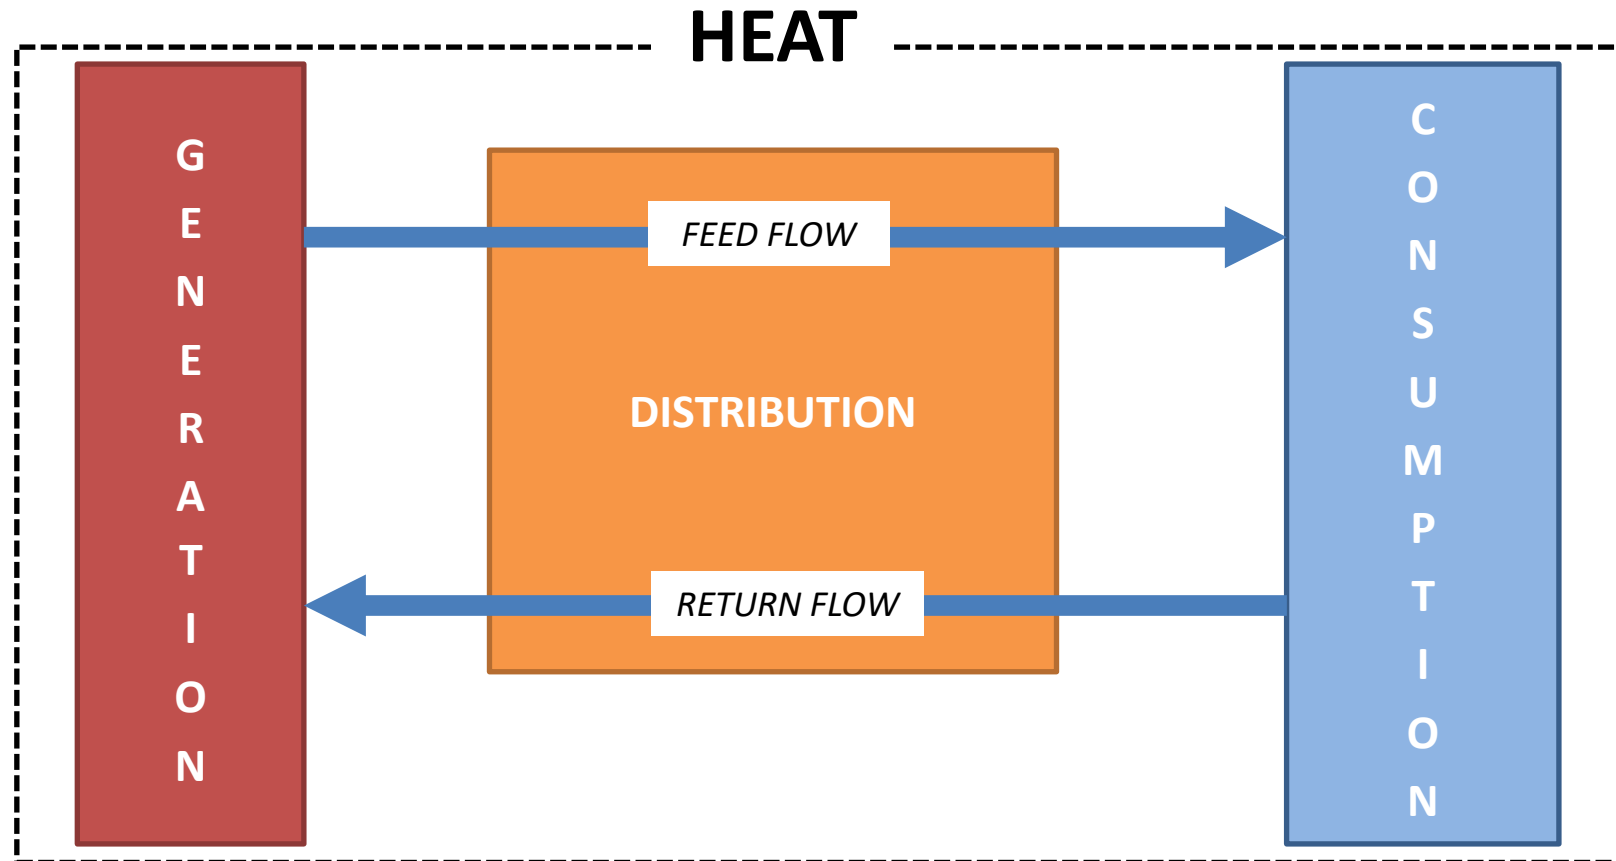 HEAT
GENERATION
FEED FLOW
DISTRIBUTION
RETURN FLOW
CONSUMPTION